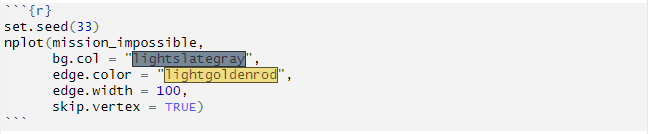 ```{r}
set.seed(33)
nplot(mission_impossible,
      bg.col = "lightslategray",
      edge.color = "lightgoldenrod",
      edge.width = 100,
      skip.vertex = TRUE)
```